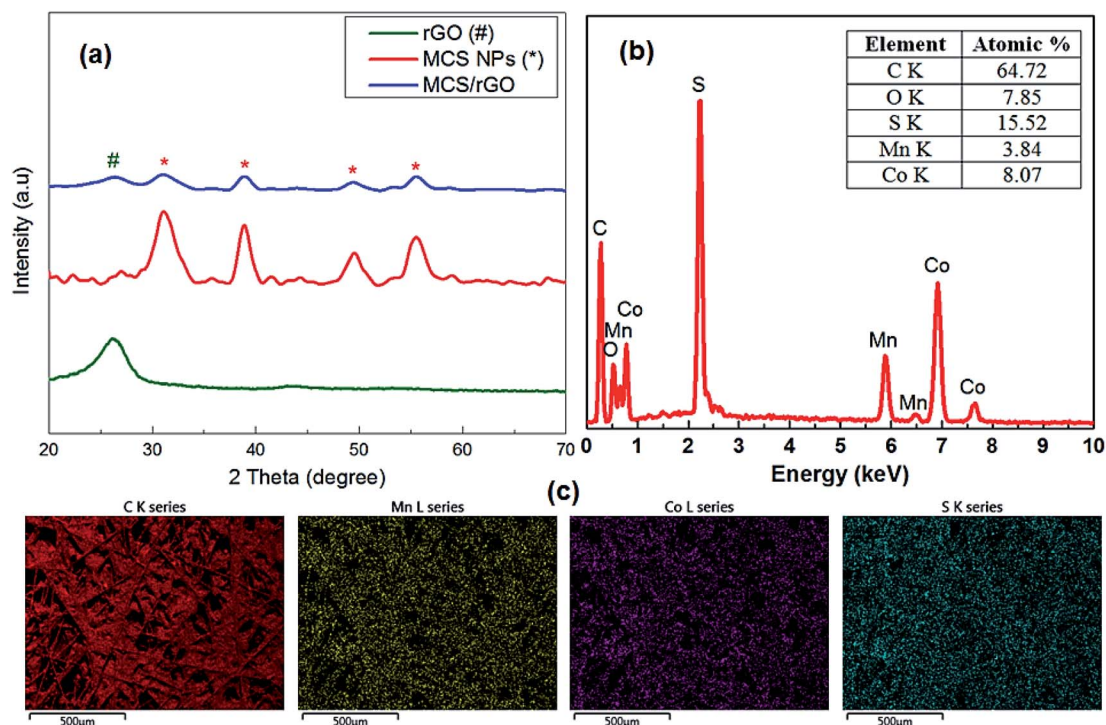 (a)
rGO (#)
MCS NPs (*)
MCS/rGO
# * * * *
Intensity (a.u)
20 30 40 50 60 70
2 Theta (degree)
(b)
Element Atomic %
C K 64.72
O K 7.85
S K 15.52
Mn K 3.84
Co K 8.07
S
C
Co
Mn
O
Mn
Mn
Co
Co
0 1 2 3 4 5 6 7 8 9 10
Energy (keV)
(c)
C K series
Mn L series
Co L series
S K series
500µm
500µm
500µm
500µm